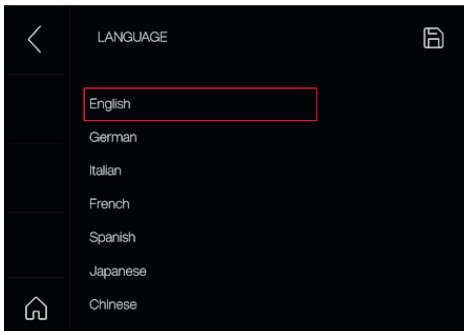 LANGUAGE
English
German
Italian
French
Spanish
Japanese
Chinese